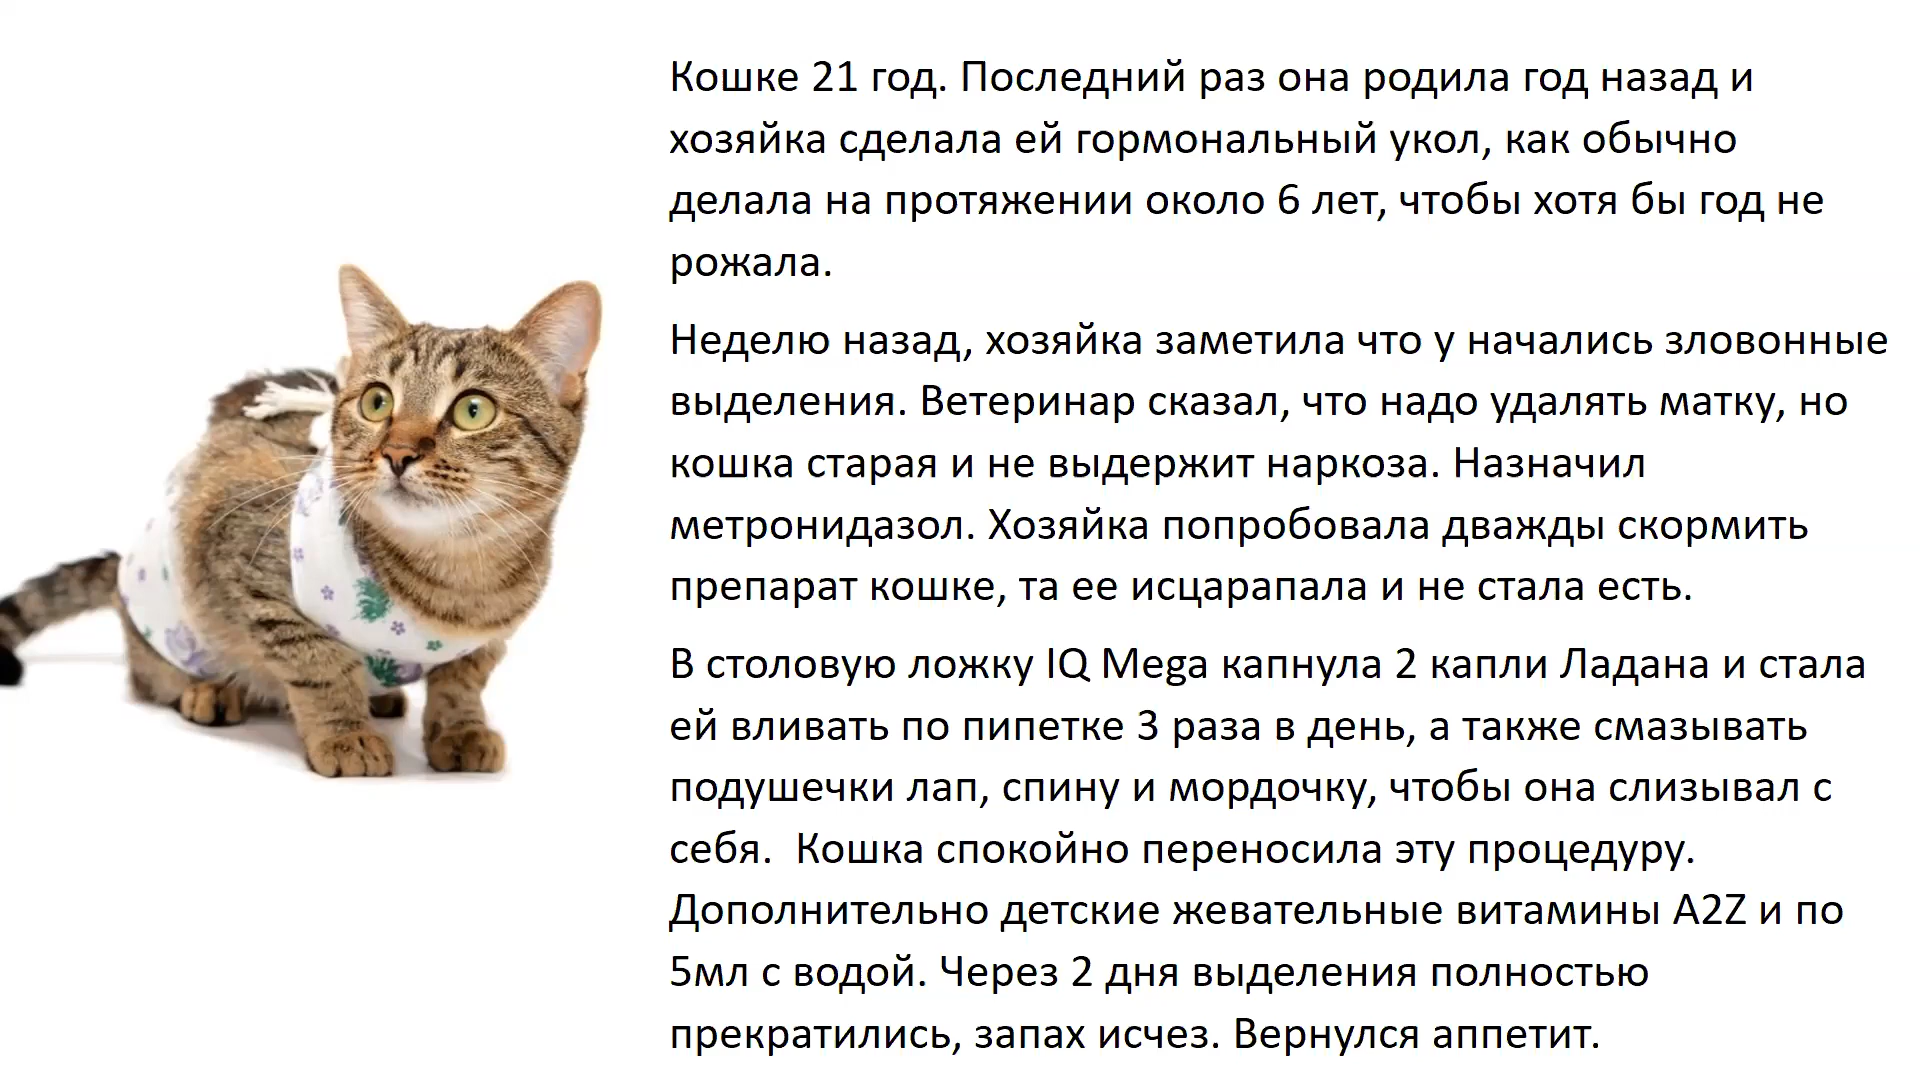 Кошке 21 год. Последний раз она родила год назад и
хозяйка сделала ей гормональный укол, как обычно
делала на протяжении около 6 лет, чтобы хотя бы год не
рожала.
Неделю назад, хозяйка заметила что у начались зловонные
выделения. Ветеринар сказал, что надо удалять матку, но
кошка старая и не выдержит наркоза. Назначил
метронидазол. Хозяйка попробовала дважды скормить
препарат кошке, та ее исцарапала и не стала есть.
В столовую ложку IQ Mega капнула 2 капли Ладана и стала
ей вливать по пипетке 3 раза в день, а также смазывать
подушечки лап, спину и мордочку, чтобы она слизывал с
себя.  Кошка спокойно переносила эту процедуру.
Дополнительно детские жевательные витамины A2Z и по
5мл с водой. Через 2 дня выделения полностью
прекратились, запах исчез. Вернулся аппетит.